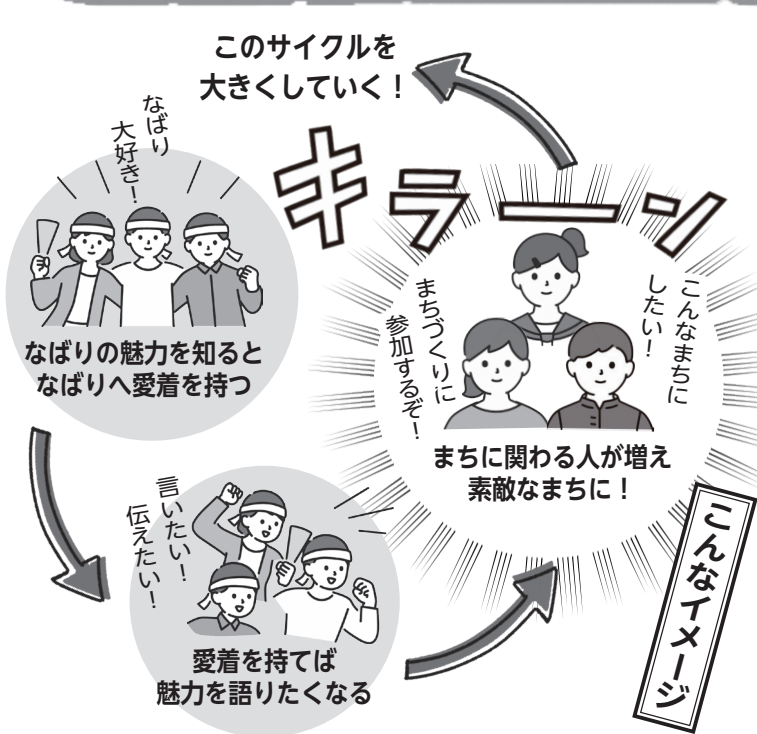 このサイクルを
大きくしていく！
キラーン
なばり
大好き！
なばりの魅力を知ると
なばりへ愛着を持つ
言いたい！
伝えたい！
愛着を持てば
魅力を語りたくなる
こんなまちに
したい！
まちづくりに
参加するぞ！
まちに関わる人が増え
素敵なまちに！
こんなイメージ